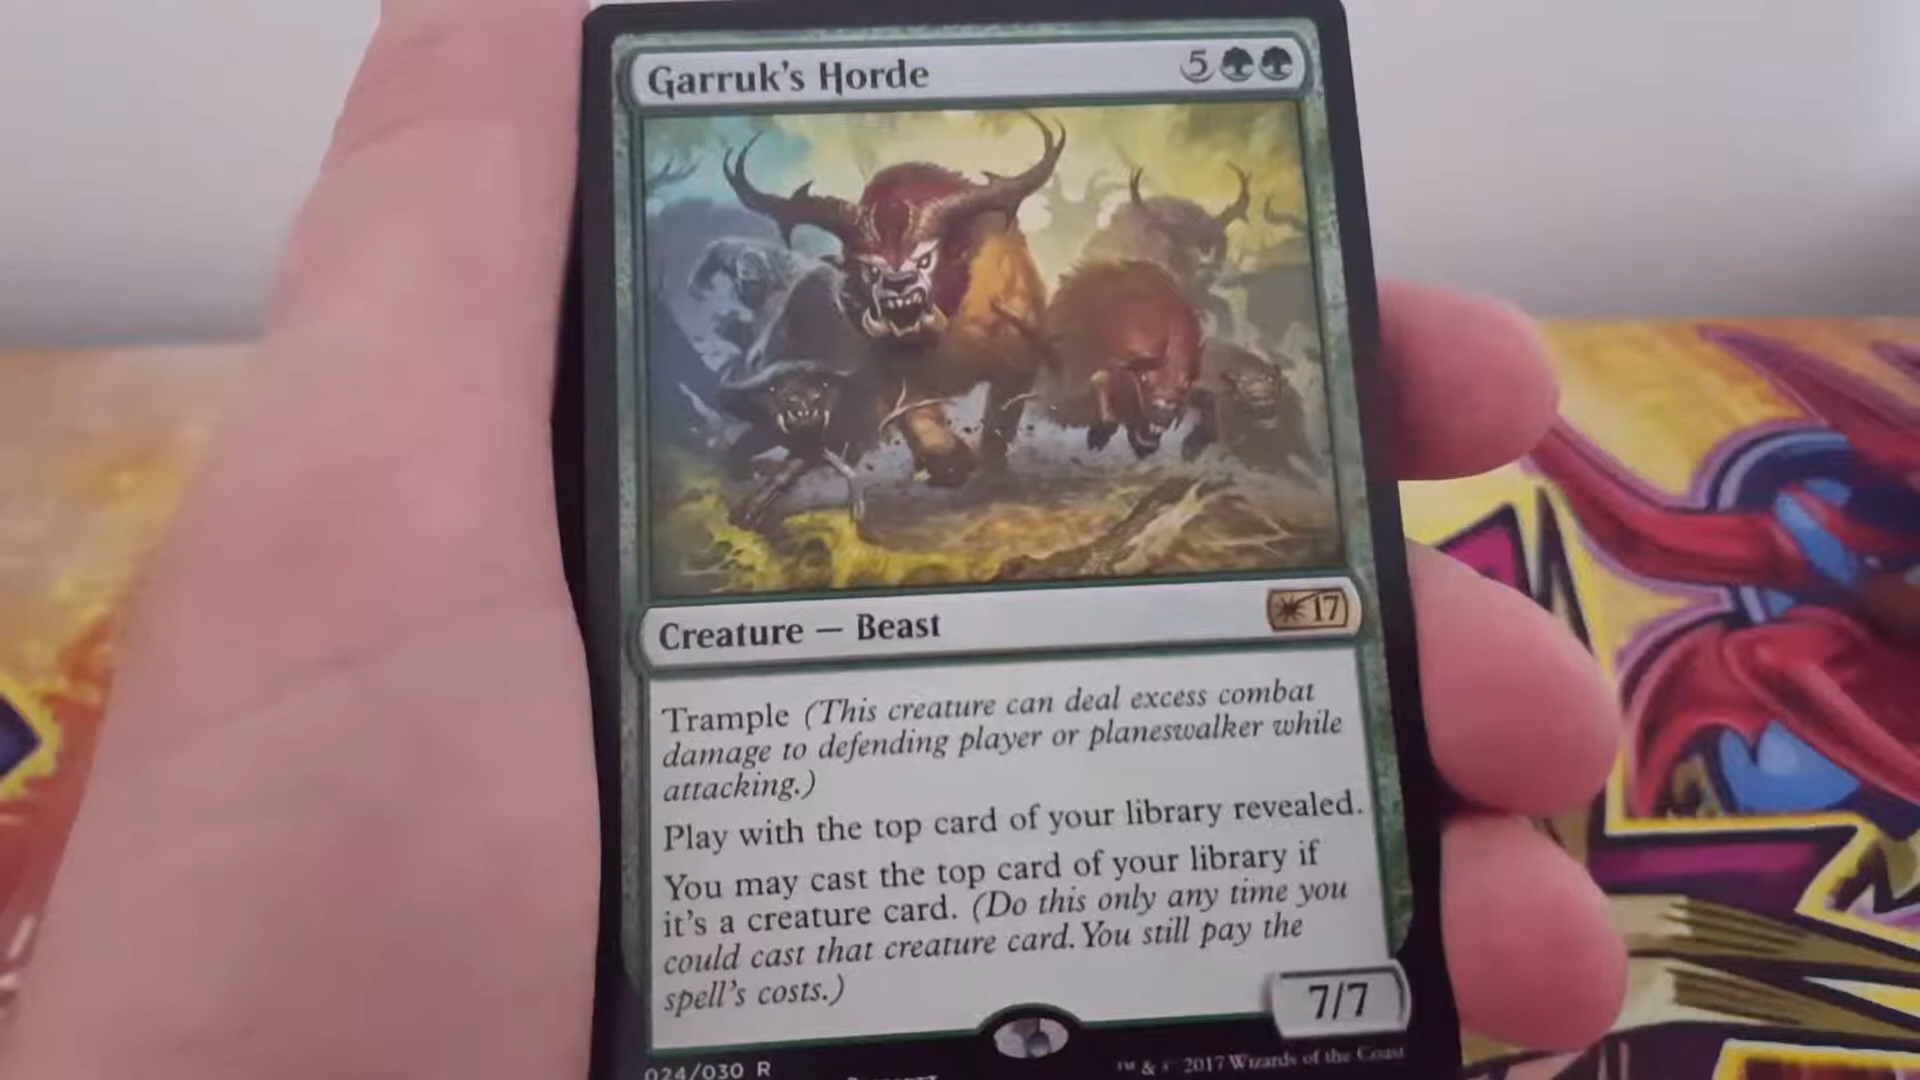 Garruk's Horde 5
Creature — Beast
17
Trample (This creature can deal excess combat
damage to defending player or planeswalker while
attacking.)
Play with the top card of your library revealed.
You may cast the top card of your library if
it's a creature card. (Do this only any time you
could cast that creature card. You still pay the
spell's costs.)
7/7
024/030 R
™ & © 2017 Wizards of the Coast